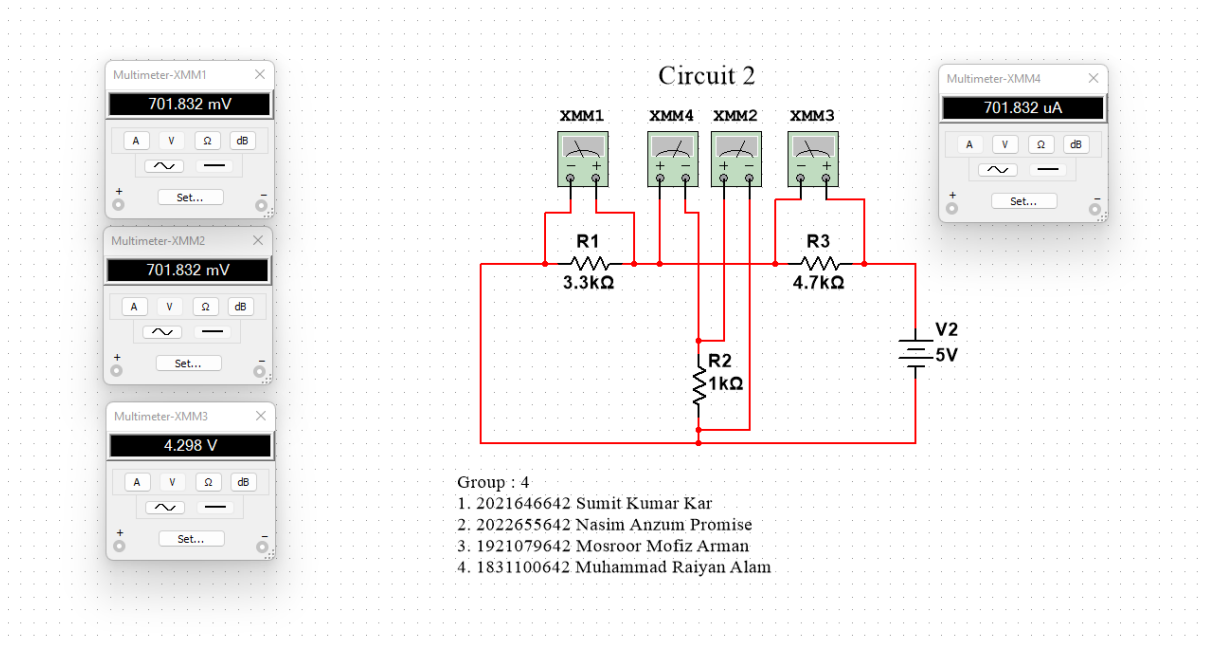 Circuit 2
Multimeter-XMM1
701.832 mV
A V Ω dB
+ Set... −
Multimeter-XMM2
701.832 mV
A V Ω dB
+ Set... −
Multimeter-XMM3
4.298 V
A V Ω dB
+ Set... −
XMM1 XMM4 XMM2 XMM3
− + + − + − − +
R1
3.3kΩ
R3
4.7kΩ
R2
1kΩ
V2
5V
Multimeter-XMM4
701.832 uA
A V Ω dB
+ Set... −
Group : 4
1. 2021646642 Sumit Kumar Kar
2. 2022655642 Nasim Anzum Promise
3. 1921079642 Mosroor Mofiz Arman
4. 1831100642 Muhammad Raiyan Alam